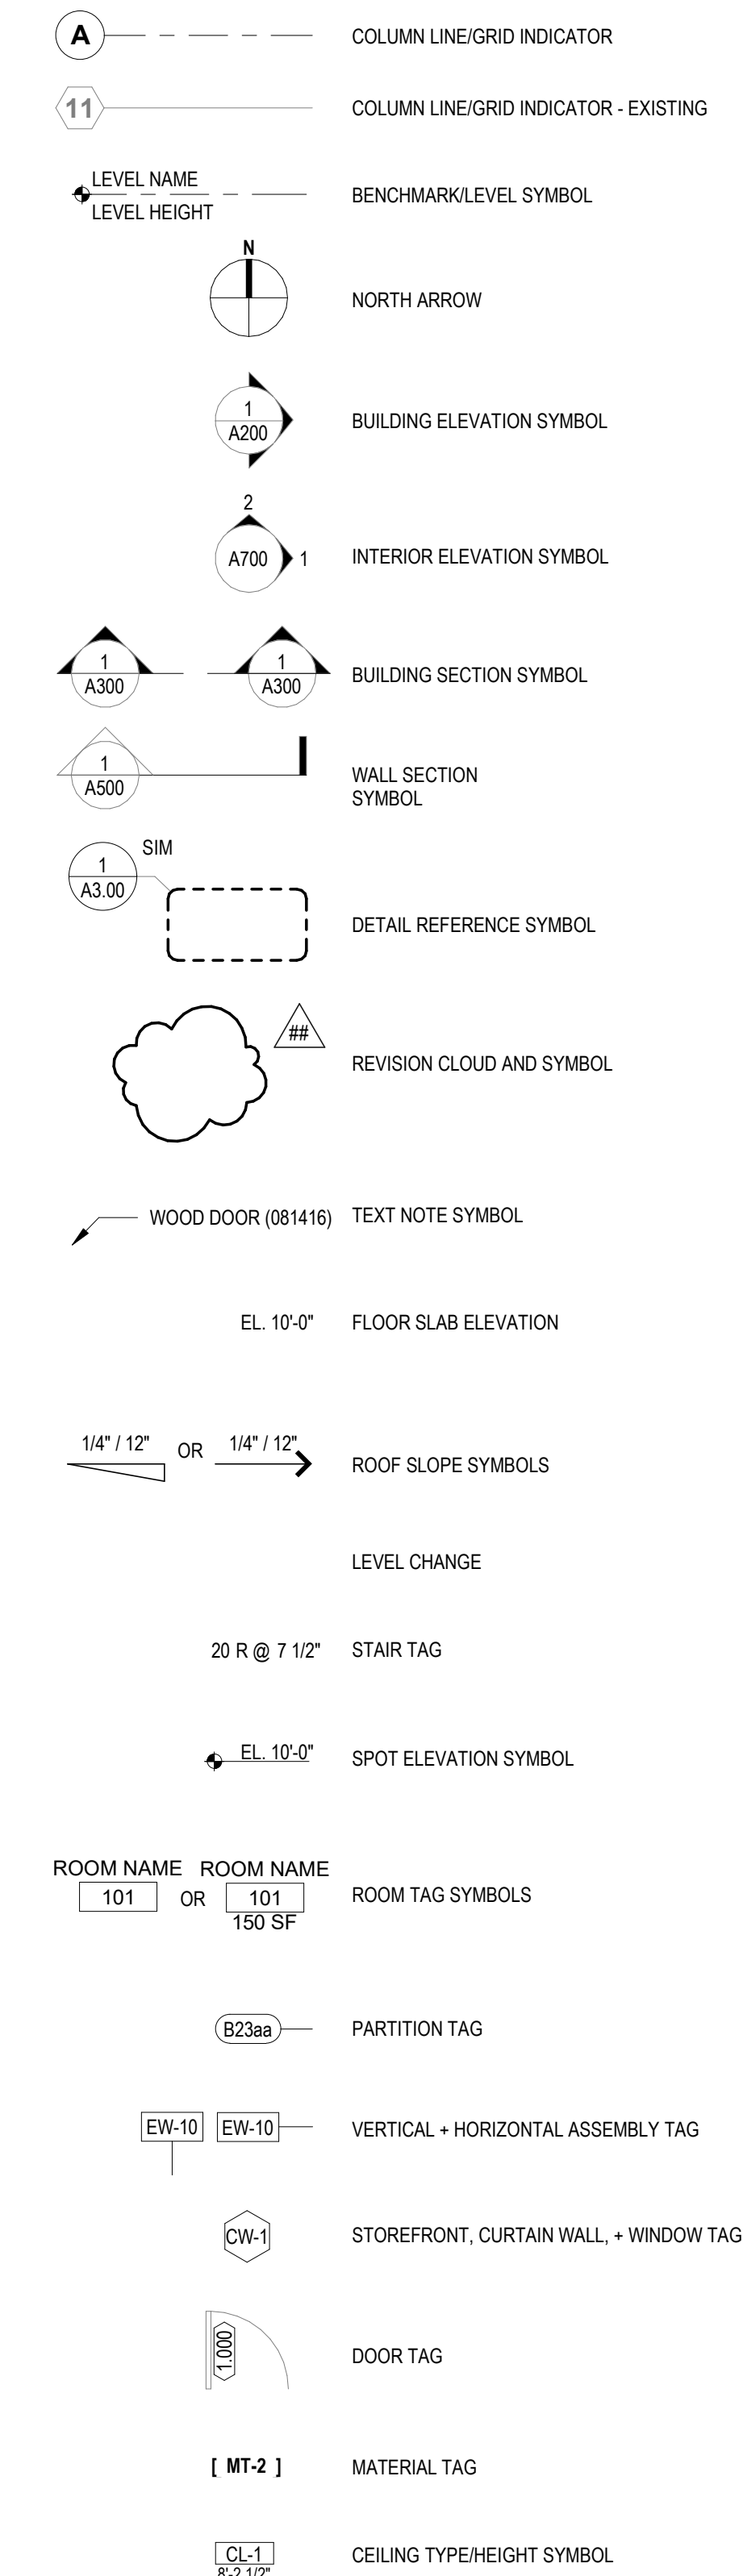 A COLUMN LINE/GRID INDICATOR
11 COLUMN LINE/GRID INDICATOR - EXISTING
LEVEL NAME
LEVEL HEIGHT
BENCHMARK/LEVEL SYMBOL
N
NORTH ARROW
1
A200
BUILDING ELEVATION SYMBOL
2
A700 1 INTERIOR ELEVATION SYMBOL
1 1
A300 A300
BUILDING SECTION SYMBOL
1
A500
WALL SECTION
SYMBOL
SIM
1
A3.00
DETAIL REFERENCE SYMBOL
##
REVISION CLOUD AND SYMBOL
WOOD DOOR (081416) TEXT NOTE SYMBOL
EL. 10'-0" FLOOR SLAB ELEVATION
1/4" / 12" OR 1/4" / 12"
ROOF SLOPE SYMBOLS
LEVEL CHANGE
20 R @ 7 1/2" STAIR TAG
EL. 10'-0" SPOT ELEVATION SYMBOL
ROOM NAME ROOM NAME
101 OR 101 ROOM TAG SYMBOLS
150 SF
B23aa PARTITION TAG
EW-10 EW-10 VERTICAL + HORIZONTAL ASSEMBLY TAG
CW-1 STOREFRONT, CURTAIN WALL, + WINDOW TAG
1.000 DOOR TAG
[ MT-2 ] MATERIAL TAG
CL-1 CEILING TYPE/HEIGHT SYMBOL
8'-2 1/2"